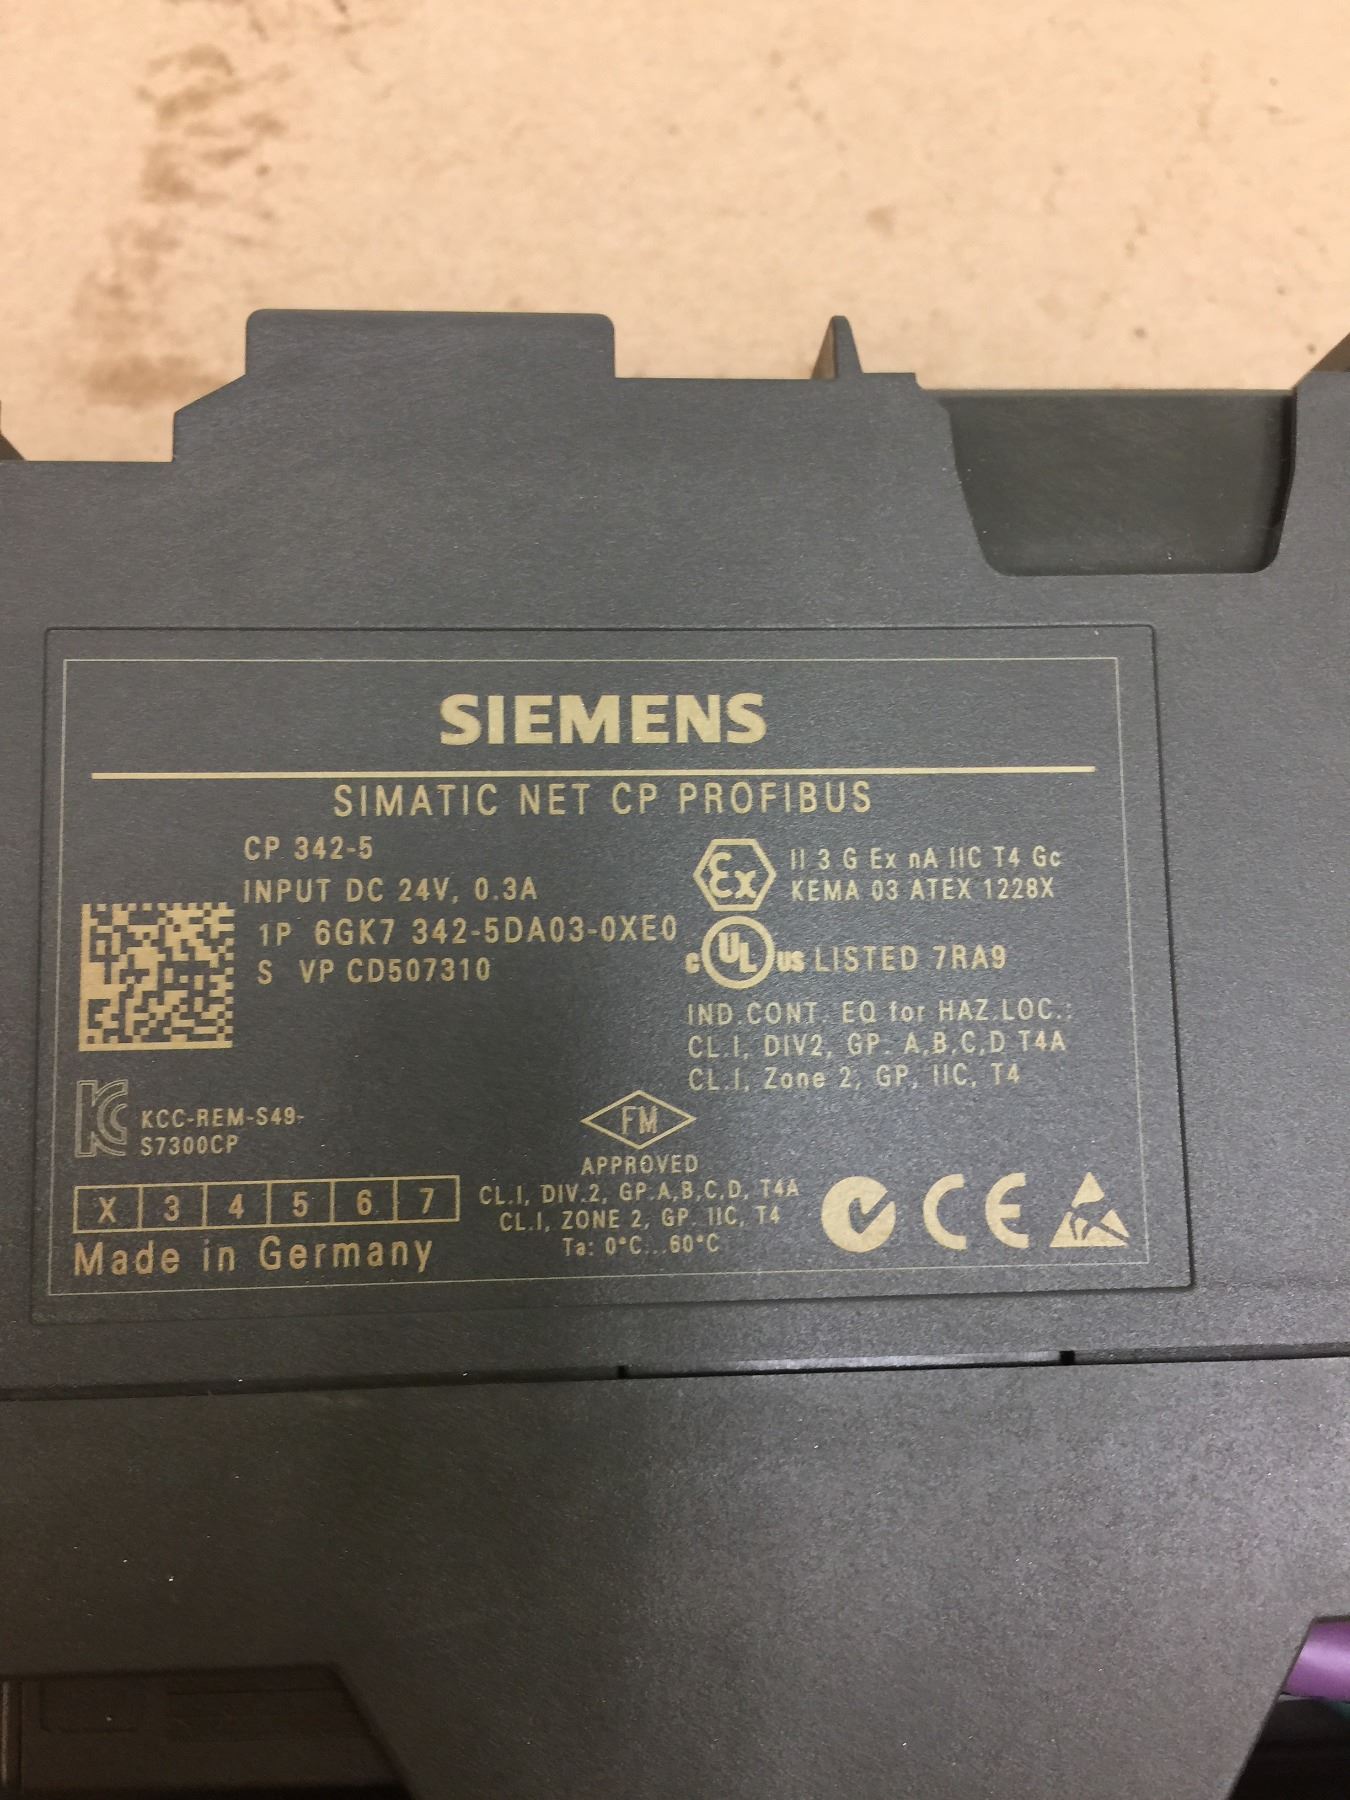 SIEMENS
SIMATIC NET CP PROFIBUS
CP 342-5
INPUT DC 24V, 0.3A
1P 6GK7 342-5DA03-0XE0
S VP CD507310
Ex II 3 G Ex nA IIC T4 Gc
KEMA 03 ATEX 1228X
c UL us LISTED 7RA9
IND.CONT. EQ for HAZ.LOC.:
CL.I, DIV2, GP. A,B,C,D T4A
CL.I, Zone 2, GP, IIC, T4
KCC-REM-S49-
S7300CP
FM
APPROVED
CL.I, DIV.2, GP.A,B,C,D, T4A
CL.I, ZONE 2, GP. IIC, T4
Ta: 0°C...60°C
X 3 4 5 6 7
Made in Germany
CE